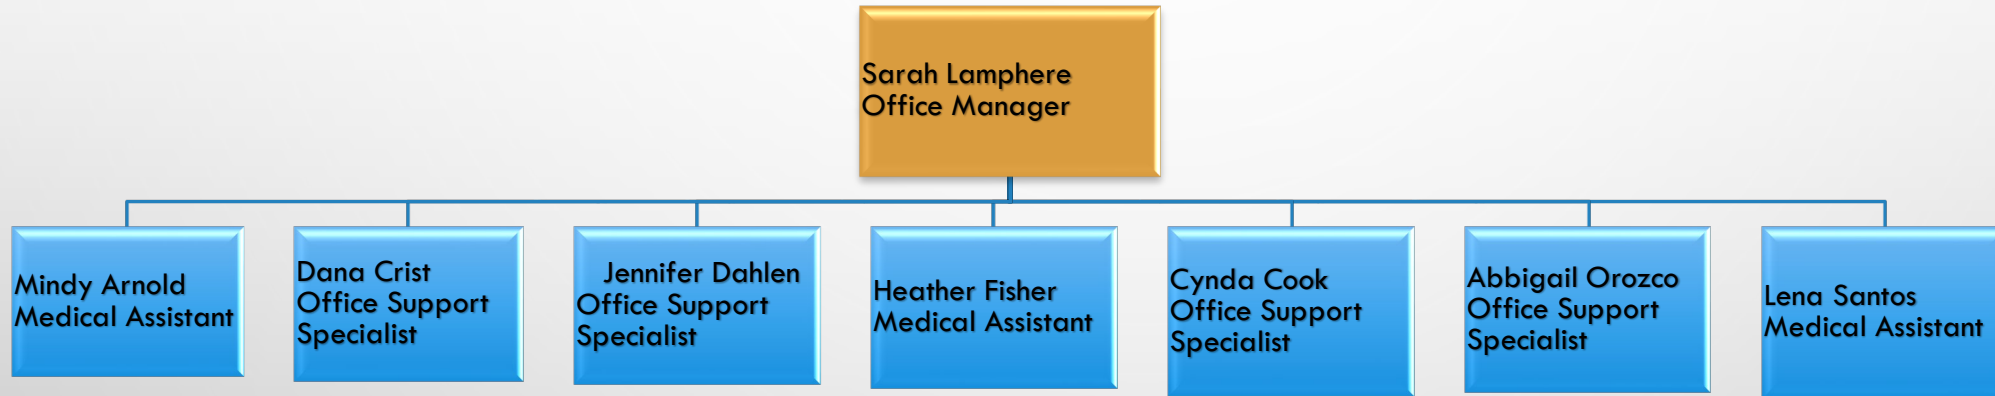 Sarah Lamphere
Office Manager
Mindy Arnold
Medical Assistant
Dana Crist
Office Support
Specialist
Jennifer Dahlen
Office Support
Specialist
Heather Fisher
Medical Assistant
Cynda Cook
Office Support
Specialist
Abbigail Orozco
Office Support
Specialist
Lena Santos
Medical Assistant